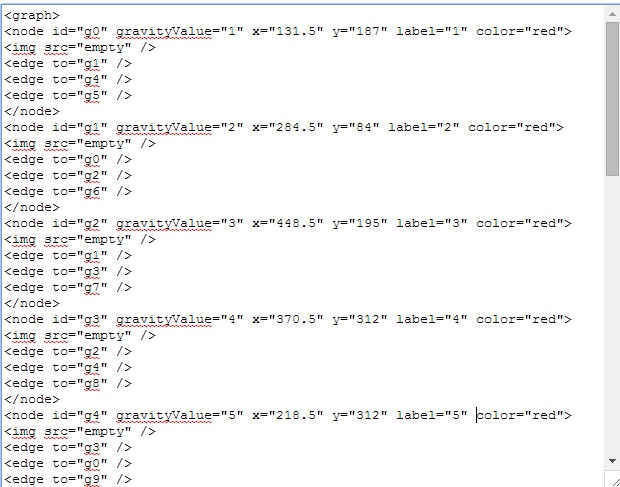 <graph>
<node id="g0" gravityValue="1" x="131.5" y="187" label="1" color="red">
<img src="empty" />
<edge to="g1" />
<edge to="g4" />
<edge to="g5" />
</node>
<node id="g1" gravityValue="2" x="284.5" y="84" label="2" color="red">
<img src="empty" />
<edge to="g0" />
<edge to="g2" />
<edge to="g6" />
</node>
<node id="g2" gravityValue="3" x="448.5" y="195" label="3" color="red">
<img src="empty" />
<edge to="g1" />
<edge to="g3" />
<edge to="g7" />
</node>
<node id="g3" gravityValue="4" x="370.5" y="312" label="4" color="red">
<img src="empty" />
<edge to="g2" />
<edge to="g4" />
<edge to="g8" />
</node>
<node id="g4" gravityValue="5" x="218.5" y="312" label="5" color="red">
<img src="empty" />
<edge to="g3" />
<edge to="g0" />
<edge to="g9" />